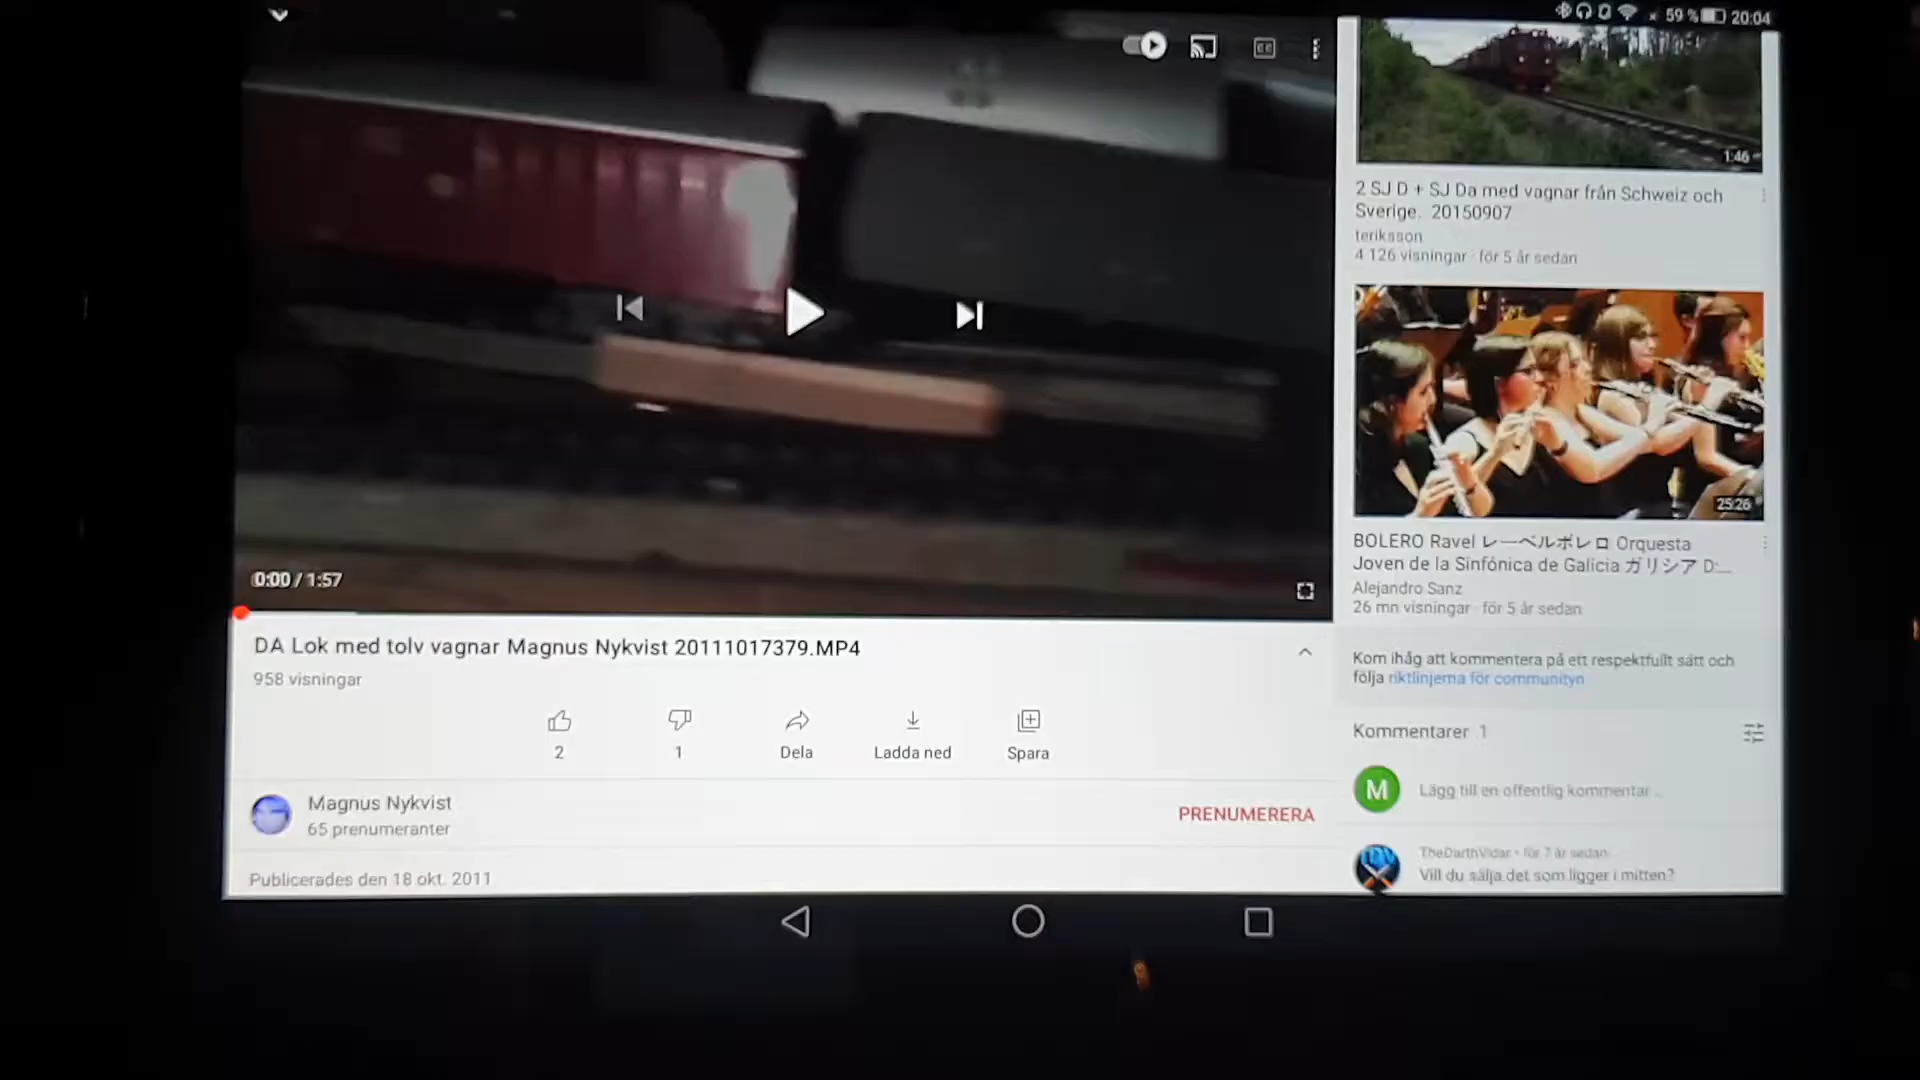 59 % 20:04
0:00 / 1:57
DA Lok med tolv vagnar Magnus Nykvist 20111017379.MP4
958 visningar
2
1
Dela
Ladda ned
Spara
Magnus Nykvist
65 prenumeranter
PRENUMERERA
Publicerades den 18 okt. 2011
1:46
2 SJ D + SJ Da med vagnar från Schweiz och
Sverige. 20150907
teriksson
4 126 visningar · för 5 år sedan
25:26
BOLERO Ravel レーベルボレロ Orquesta
Joven de la Sinfónica de Galicia ガリシア D:...
Alejandro Sanz
26 mn visningar · för 5 år sedan
Kom ihåg att kommentera på ett respektfullt sätt och
följa riktlinjerna för communityn
Kommentarer 1
M
Lägg till en offentlig kommentar...
TheDarthVidar • för 7 år sedan
Vill du sälja det som ligger i mitten?